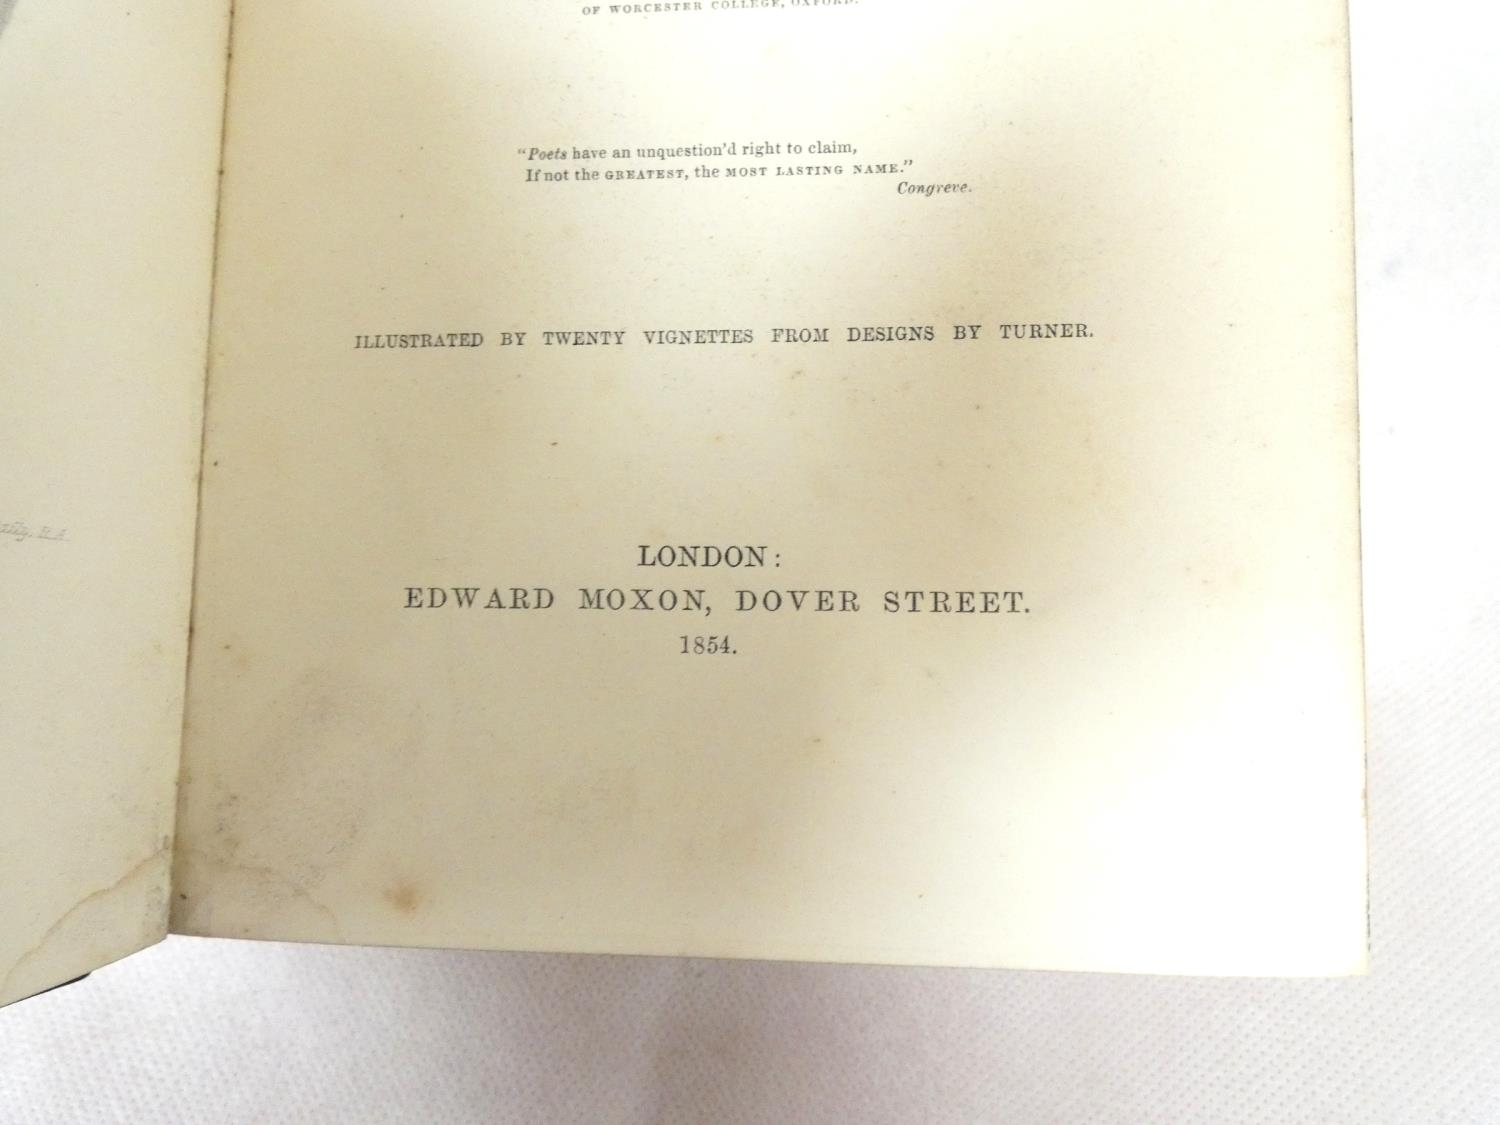 OF WORCESTER COLLEGE, OXFORD.
"Poets have an unquestion'd right to claim,
If not the GREATEST, the MOST LASTING NAME."
Congreve.
ILLUSTRATED BY TWENTY VIGNETTES FROM DESIGNS BY TURNER.
R.A.
LONDON:
EDWARD MOXON, DOVER STREET.
1854.